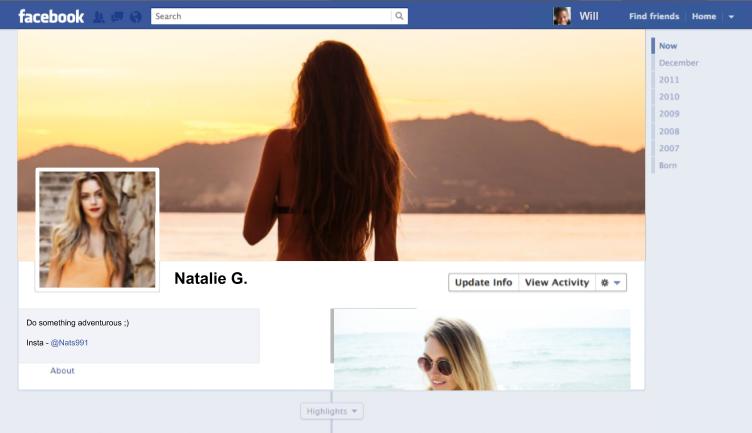 facebook
Search
Will
Find friends
Home
Now
December
2011
2010
2009
2008
2007
Born
Natalie G.
Update Info
View Activity
Do something adventurous ;)
Insta - @Nats991
About
Highlights